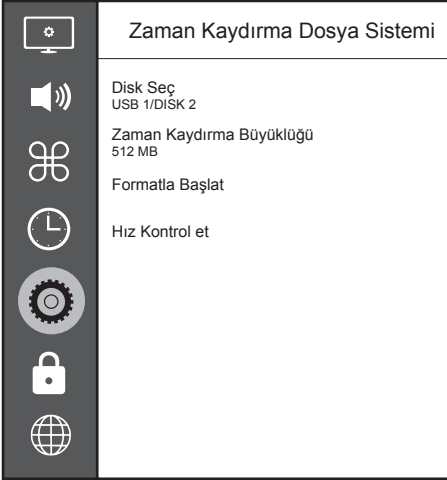 Zaman Kaydırma Dosya Sistemi
Disk Seç
USB 1/DISK 2
Zaman Kaydırma Büyüklüğü
512 MB
Formatla Başlat
Hız Kontrol et